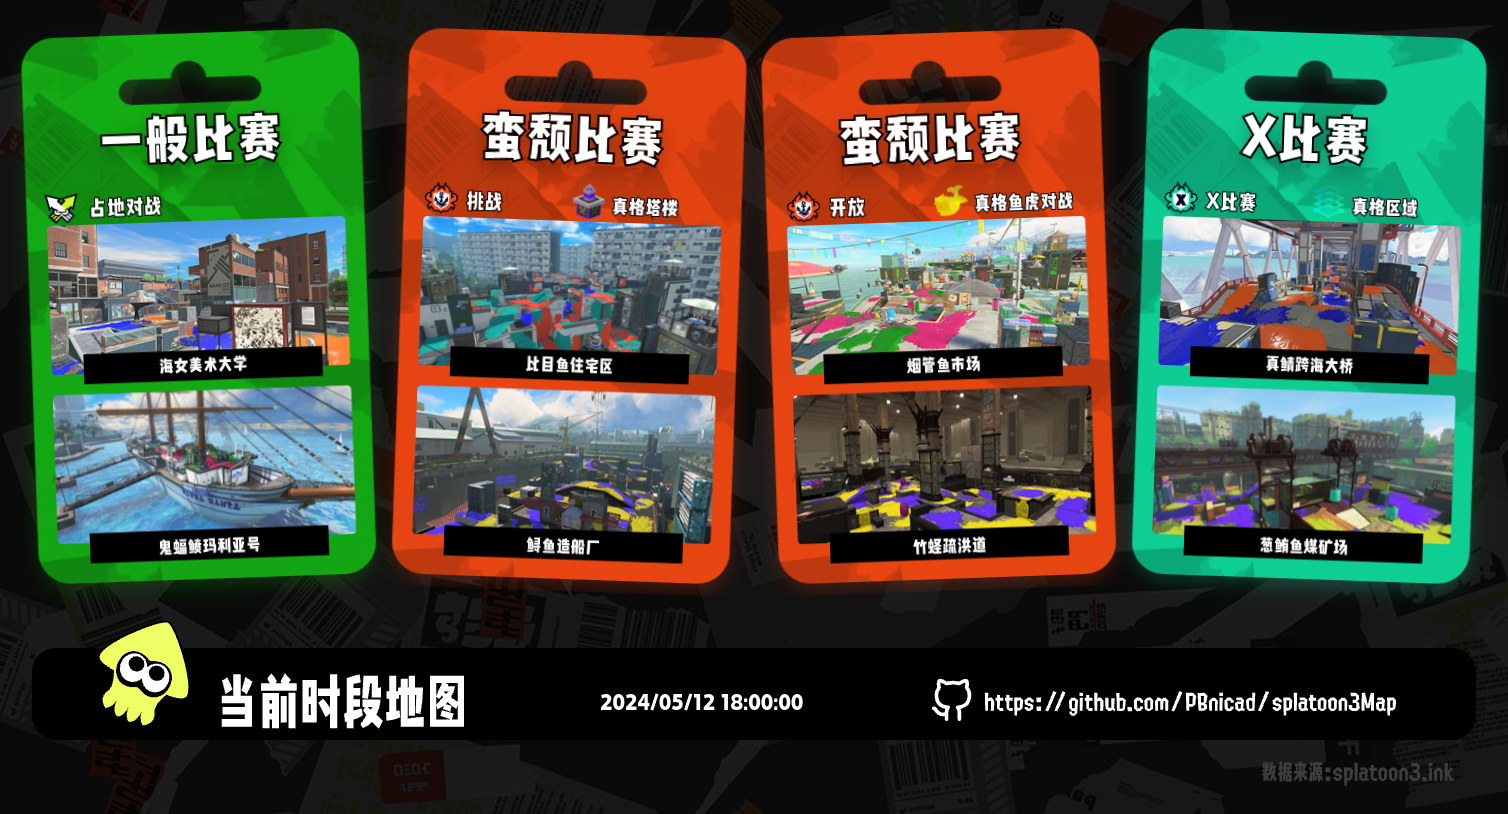 一般比赛
占地对战
海女美术大学
鬼蝠鲼玛利亚号
蛮颓比赛
挑战
真格塔楼
比目鱼住宅区
鲟鱼造船厂
蛮颓比赛
开放
真格鱼虎对战
烟管鱼市场
竹蛏疏洪道
X比赛
X比赛
真格区域
真鲭跨海大桥
葱鲔鱼煤矿场
当前时段地图
2024/05/12 18:00:00
https://github.com/PBnicad/splatoon3Map
数据来源:splatoon3.ink